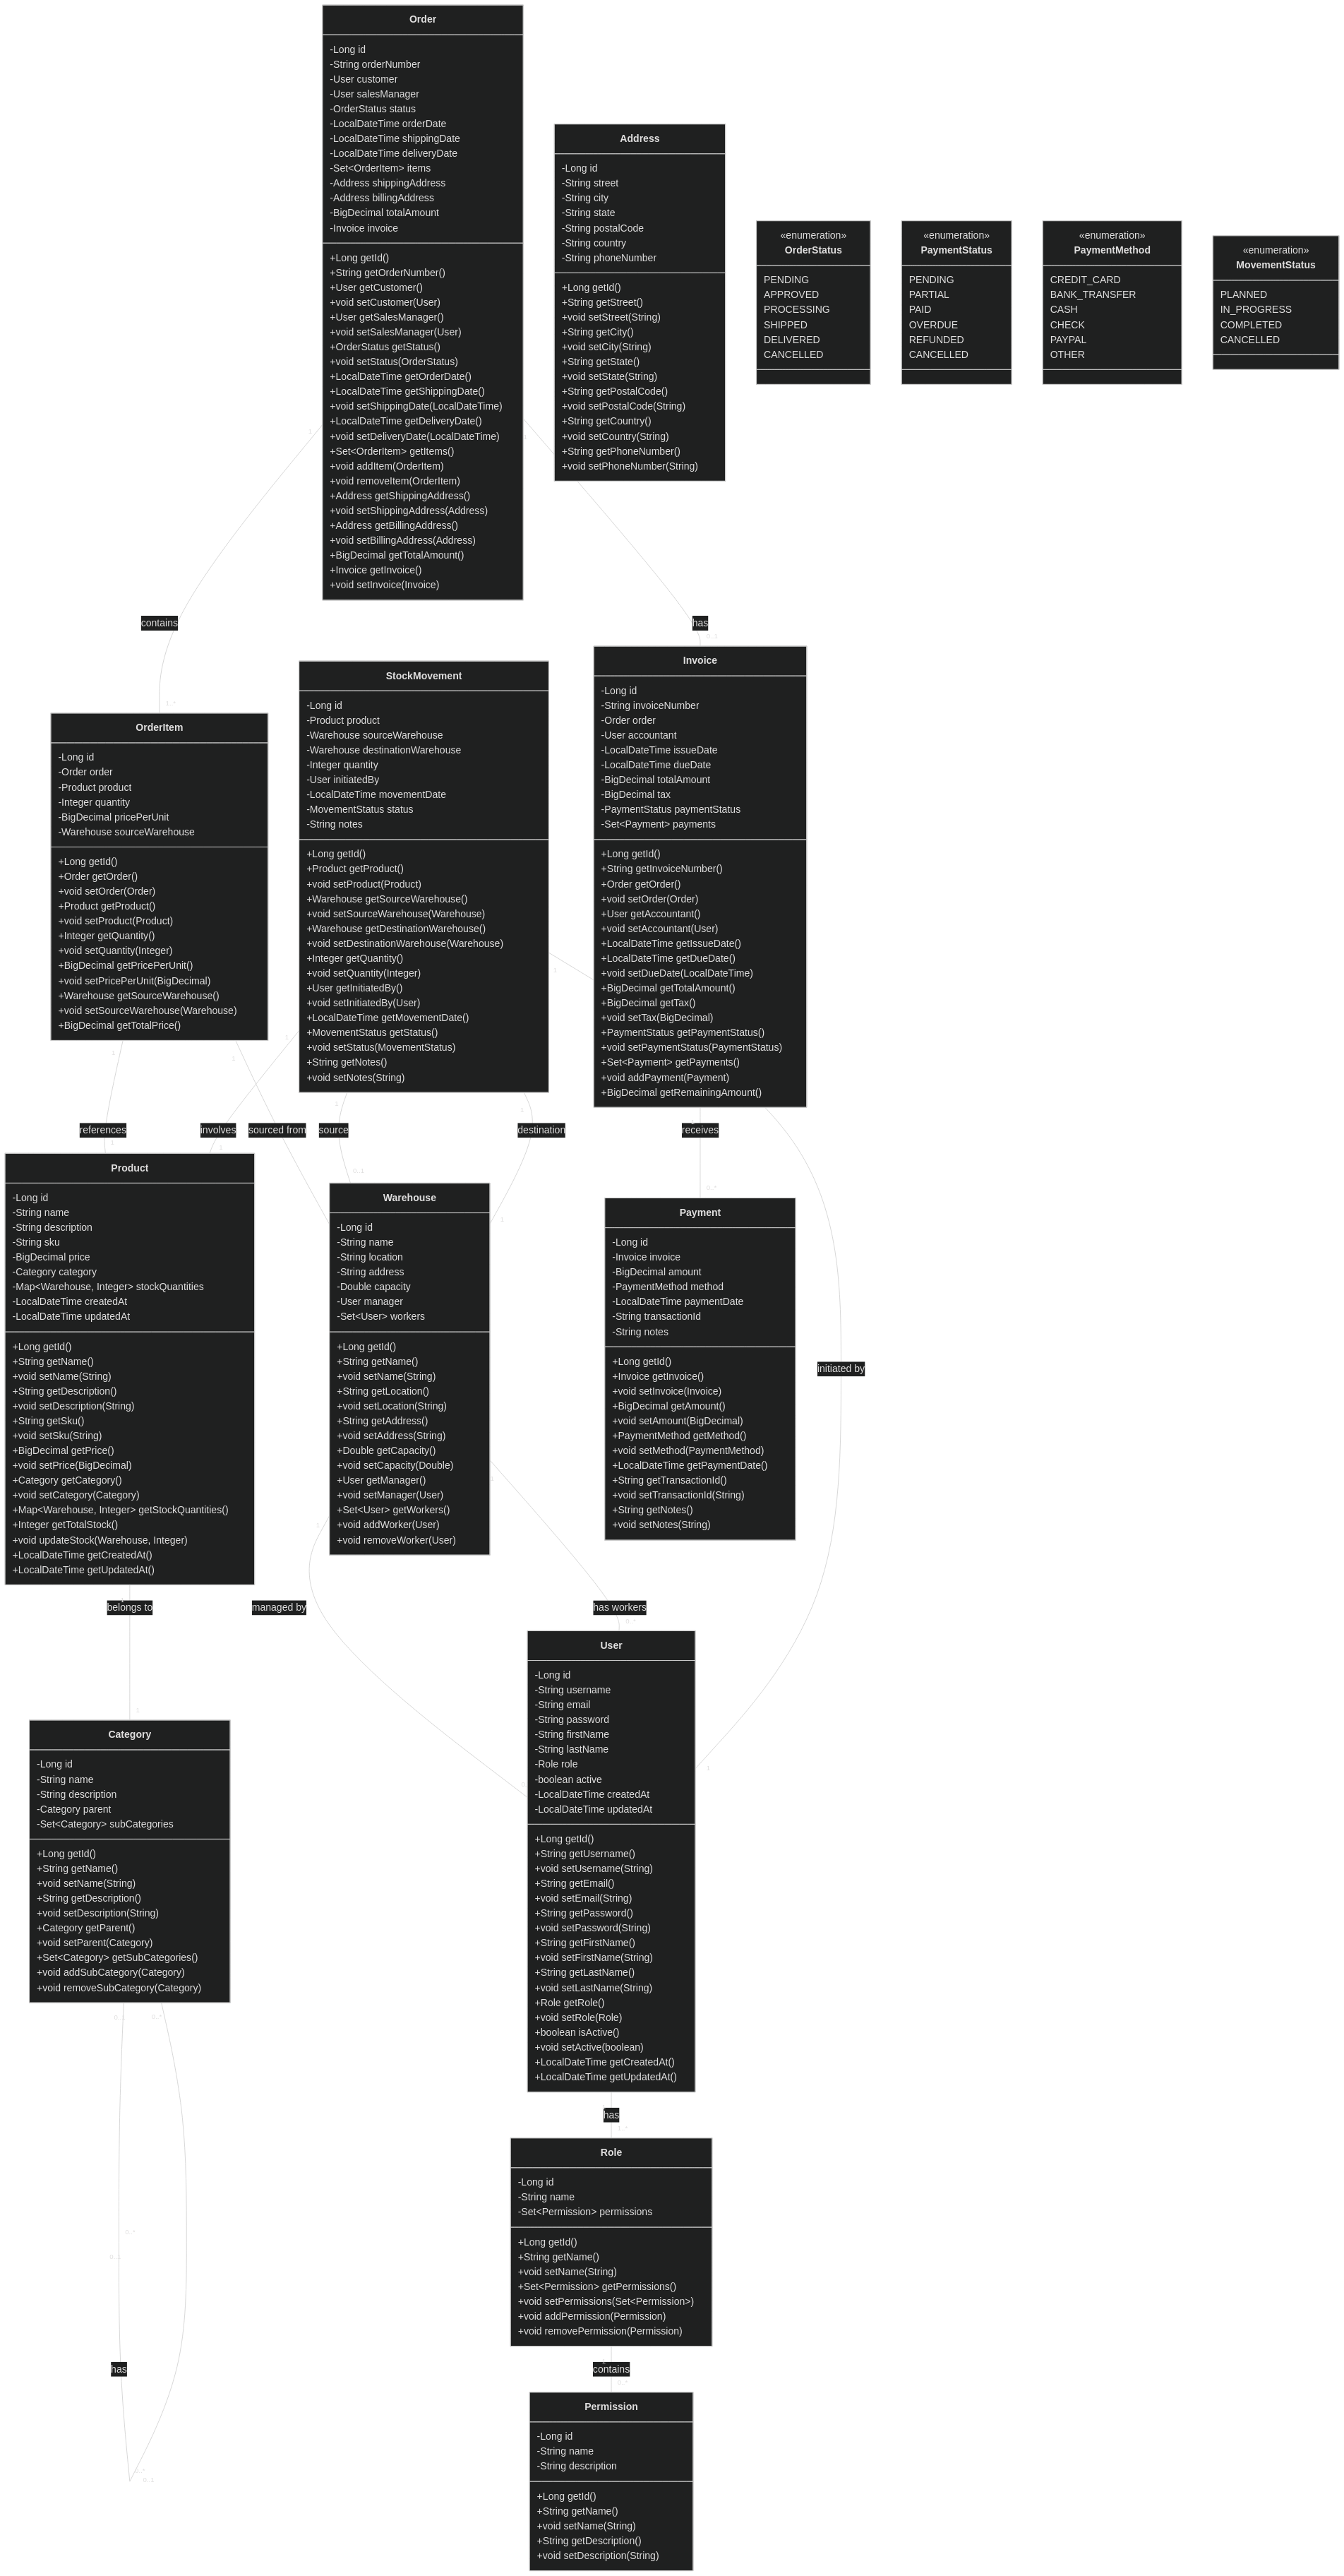 Order
-Long id
-String orderNumber
-User customer
-User salesManager
-OrderStatus status
-LocalDateTime orderDate
-LocalDateTime shippingDate
-LocalDateTime deliveryDate
-Set<OrderItem> items
-Address shippingAddress
-Address billingAddress
-BigDecimal totalAmount
-Invoice invoice
+Long getId()
+String getOrderNumber()
+User getCustomer()
+void setCustomer(User)
+User getSalesManager()
+void setSalesManager(User)
+OrderStatus getStatus()
+void setStatus(OrderStatus)
+LocalDateTime getOrderDate()
+LocalDateTime getShippingDate()
+void setShippingDate(LocalDateTime)
+LocalDateTime getDeliveryDate()
+void setDeliveryDate(LocalDateTime)
+Set<OrderItem> getItems()
+void addItem(OrderItem)
+void removeItem(OrderItem)
+Address getShippingAddress()
+void setShippingAddress(Address)
+Address getBillingAddress()
+void setBillingAddress(Address)
+BigDecimal getTotalAmount()
+Invoice getInvoice()
+void setInvoice(Invoice)
Address
-Long id
-String street
-String city
-String state
-String postalCode
-String country
-String phoneNumber
+Long getId()
+String getStreet()
+void setStreet(String)
+String getCity()
+void setCity(String)
+String getState()
+void setState(String)
+String getPostalCode()
+void setPostalCode(String)
+String getCountry()
+void setCountry(String)
+String getPhoneNumber()
+void setPhoneNumber(String)
«enumeration»
OrderStatus
PENDING
APPROVED
PROCESSING
SHIPPED
DELIVERED
CANCELLED
«enumeration»
PaymentStatus
PENDING
PARTIAL
PAID
OVERDUE
REFUNDED
CANCELLED
«enumeration»
PaymentMethod
CREDIT_CARD
BANK_TRANSFER
CASH
CHECK
PAYPAL
OTHER
«enumeration»
MovementStatus
PLANNED
IN_PROGRESS
COMPLETED
CANCELLED
1
1
contains
has
1..*
OrderItem
-Long id
-Order order
-Product product
-Integer quantity
-BigDecimal pricePerUnit
-Warehouse sourceWarehouse
+Long getId()
+Order getOrder()
+void setOrder(Order)
+Product getProduct()
+void setProduct(Product)
+Integer getQuantity()
+void setQuantity(Integer)
+BigDecimal getPricePerUnit()
+void setPricePerUnit(BigDecimal)
+Warehouse getSourceWarehouse()
+void setSourceWarehouse(Warehouse)
+BigDecimal getTotalPrice()
StockMovement
-Long id
-Product product
-Warehouse sourceWarehouse
-Warehouse destinationWarehouse
-Integer quantity
-User initiatedBy
-LocalDateTime movementDate
-MovementStatus status
-String notes
+Long getId()
+Product getProduct()
+void setProduct(Product)
+Warehouse getSourceWarehouse()
+void setSourceWarehouse(Warehouse)
+Warehouse getDestinationWarehouse()
+void setDestinationWarehouse(Warehouse)
+Integer getQuantity()
+void setQuantity(Integer)
+User getInitiatedBy()
+void setInitiatedBy(User)
+LocalDateTime getMovementDate()
+MovementStatus getStatus()
+void setStatus(MovementStatus)
+String getNotes()
+void setNotes(String)
Invoice
-Long id
-String invoiceNumber
-Order order
-User accountant
-LocalDateTime issueDate
-LocalDateTime dueDate
-BigDecimal totalAmount
-BigDecimal tax
-PaymentStatus paymentStatus
-Set<Payment> payments
+Long getId()
+String getInvoiceNumber()
+Order getOrder()
+void setOrder(Order)
+User getAccountant()
+void setAccountant(User)
+LocalDateTime getIssueDate()
+LocalDateTime getDueDate()
+void setDueDate(LocalDateTime)
+BigDecimal getTotalAmount()
+BigDecimal getTax()
+void setTax(BigDecimal)
+PaymentStatus getPaymentStatus()
+void setPaymentStatus(PaymentStatus)
+Set<Payment> getPayments()
+void addPayment(Payment)
+BigDecimal getRemainingAmount()
1
1
1
1
1
1
references
involves
sourced from
source
destination
receives
1
1
0..1
1
0..*
Product
-Long id
-String name
-String description
-String sku
-BigDecimal price
-Category category
-Map<Warehouse, Integer> stockQuantities
-LocalDateTime createdAt
-LocalDateTime updatedAt
+Long getId()
+String getName()
+void setName(String)
+String getDescription()
+void setDescription(String)
+String getSku()
+void setSku(String)
+BigDecimal getPrice()
+void setPrice(BigDecimal)
+Category getCategory()
+void setCategory(Category)
+Map<Warehouse, Integer> getStockQuantities()
+Integer getTotalStock()
+void updateStock(Warehouse, Integer)
+LocalDateTime getCreatedAt()
+LocalDateTime getUpdatedAt()
Warehouse
-Long id
-String name
-String location
-String address
-Double capacity
-User manager
-Set<User> workers
+Long getId()
+String getName()
+void setName(String)
+String getLocation()
+void setLocation(String)
+String getAddress()
+void setAddress(String)
+Double getCapacity()
+void setCapacity(Double)
+User getManager()
+void setManager(User)
+Set<User> getWorkers()
+void addWorker(User)
+void removeWorker(User)
Payment
-Long id
-Invoice invoice
-BigDecimal amount
-PaymentMethod method
-LocalDateTime paymentDate
-String transactionId
-String notes
+Long getId()
+Invoice getInvoice()
+void setInvoice(Invoice)
+BigDecimal getAmount()
+void setAmount(BigDecimal)
+PaymentMethod getMethod()
+void setMethod(PaymentMethod)
+LocalDateTime getPaymentDate()
+String getTransactionId()
+void setTransactionId(String)
+String getNotes()
+void setNotes(String)
initiated by
belongs to
managed by
has workers
1
1
Category
-Long id
-String name
-String description
-Category parent
-Set<Category> subCategories
+Long getId()
+String getName()
+void setName(String)
+String getDescription()
+void setDescription(String)
+Category getParent()
+void setParent(Category)
+Set<Category> getSubCategories()
+void addSubCategory(Category)
+void removeSubCategory(Category)
User
-Long id
-String username
-String email
-String password
-String firstName
-String lastName
-Role role
-boolean active
-LocalDateTime createdAt
-LocalDateTime updatedAt
+Long getId()
+String getUsername()
+void setUsername(String)
+String getEmail()
+void setEmail(String)
+String getPassword()
+void setPassword(String)
+String getFirstName()
+void setFirstName(String)
+String getLastName()
+void setLastName(String)
+Role getRole()
+void setRole(Role)
+boolean isActive()
+void setActive(boolean)
+LocalDateTime getCreatedAt()
+LocalDateTime getUpdatedAt()
0..*
has
Role
-Long id
-String name
-Set<Permission> permissions
+Long getId()
+String getName()
+void setName(String)
+Set<Permission> getPermissions()
+void setPermissions(Set<Permission>)
+void addPermission(Permission)
+void removePermission(Permission)
0..*
has
contains
0..1
Permission
-Long id
-String name
-String description
+Long getId()
+String getName()
+void setName(String)
+String getDescription()
+void setDescription(String)